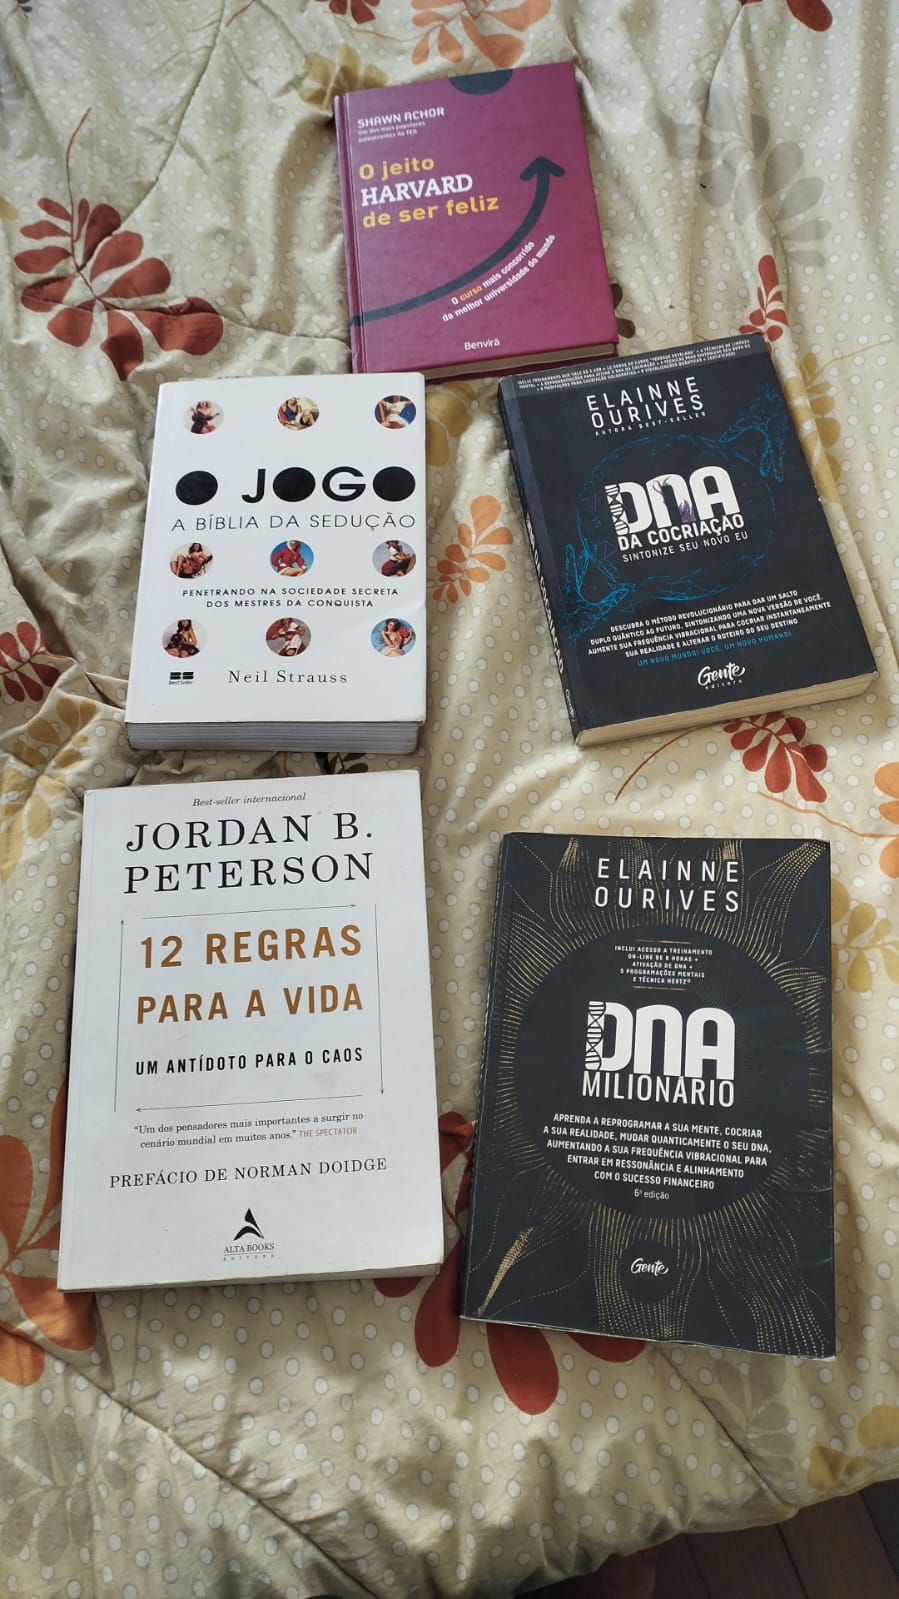 SHAWN ACHOR
Um dos mais populares
palestrantes do TED
O jeito
HARVARD
de ser feliz
O curso mais concorrido
da melhor universidade do mundo
Benvirá
O JOGO
A BÍBLIA DA SEDUÇÃO
PENETRANDO NA SOCIEDADE SECRETA
DOS MESTRES DA CONQUISTA
BestSeller
Neil Strauss
ELAINNE
OURIVES
AUTORA BEST-SELLER
DNA
DA COCRIAÇÃO
SINTONIZE SEU NOVO EU
DESCUBRA O MÉTODO REVOLUCIONÁRIO PARA DAR UM SALTO
DUPLO QUÂNTICO AO FUTURO, SINTONIZANDO UMA NOVA VERSÃO DE VOCÊ.
AUMENTE SUA FREQUÊNCIA VIBRACIONAL PARA COCRIAR INSTANTANEAMENTE
SUA REALIDADE E ALTERAR O ROTEIRO DO SEU DESTINO
UM NOVO MUNDO! VOCÊ, UM NOVO HUMANO!
Gente
editora
Best-seller internacional
JORDAN B.
PETERSON
12 REGRAS
PARA A VIDA
UM ANTÍDOTO PARA O CAOS
“Um dos pensadores mais importantes a surgir no
cenário mundial em muitos anos.” THE SPECTATOR
PREFÁCIO DE NORMAN DOIDGE
ALTA BOOKS
EDITORA
ELAINNE
OURIVES
INCLUI ACESSO A TREINAMENTO
ON-LINE DE 8 HORAS +
ATIVAÇÃO DE DNA +
5 PROGRAMAÇÕES MENTAIS
E TÉCNICA HERTZ®
DNA
MILIONÁRIO
APRENDA A REPROGRAMAR A SUA MENTE, COCRIAR
A SUA REALIDADE, MUDAR QUANTICAMENTE O SEU DNA,
AUMENTANDO A SUA FREQUÊNCIA VIBRACIONAL PARA
ENTRAR EM RESSONÂNCIA E ALINHAMENTO
COM O SUCESSO FINANCEIRO
6ª edição
Gente